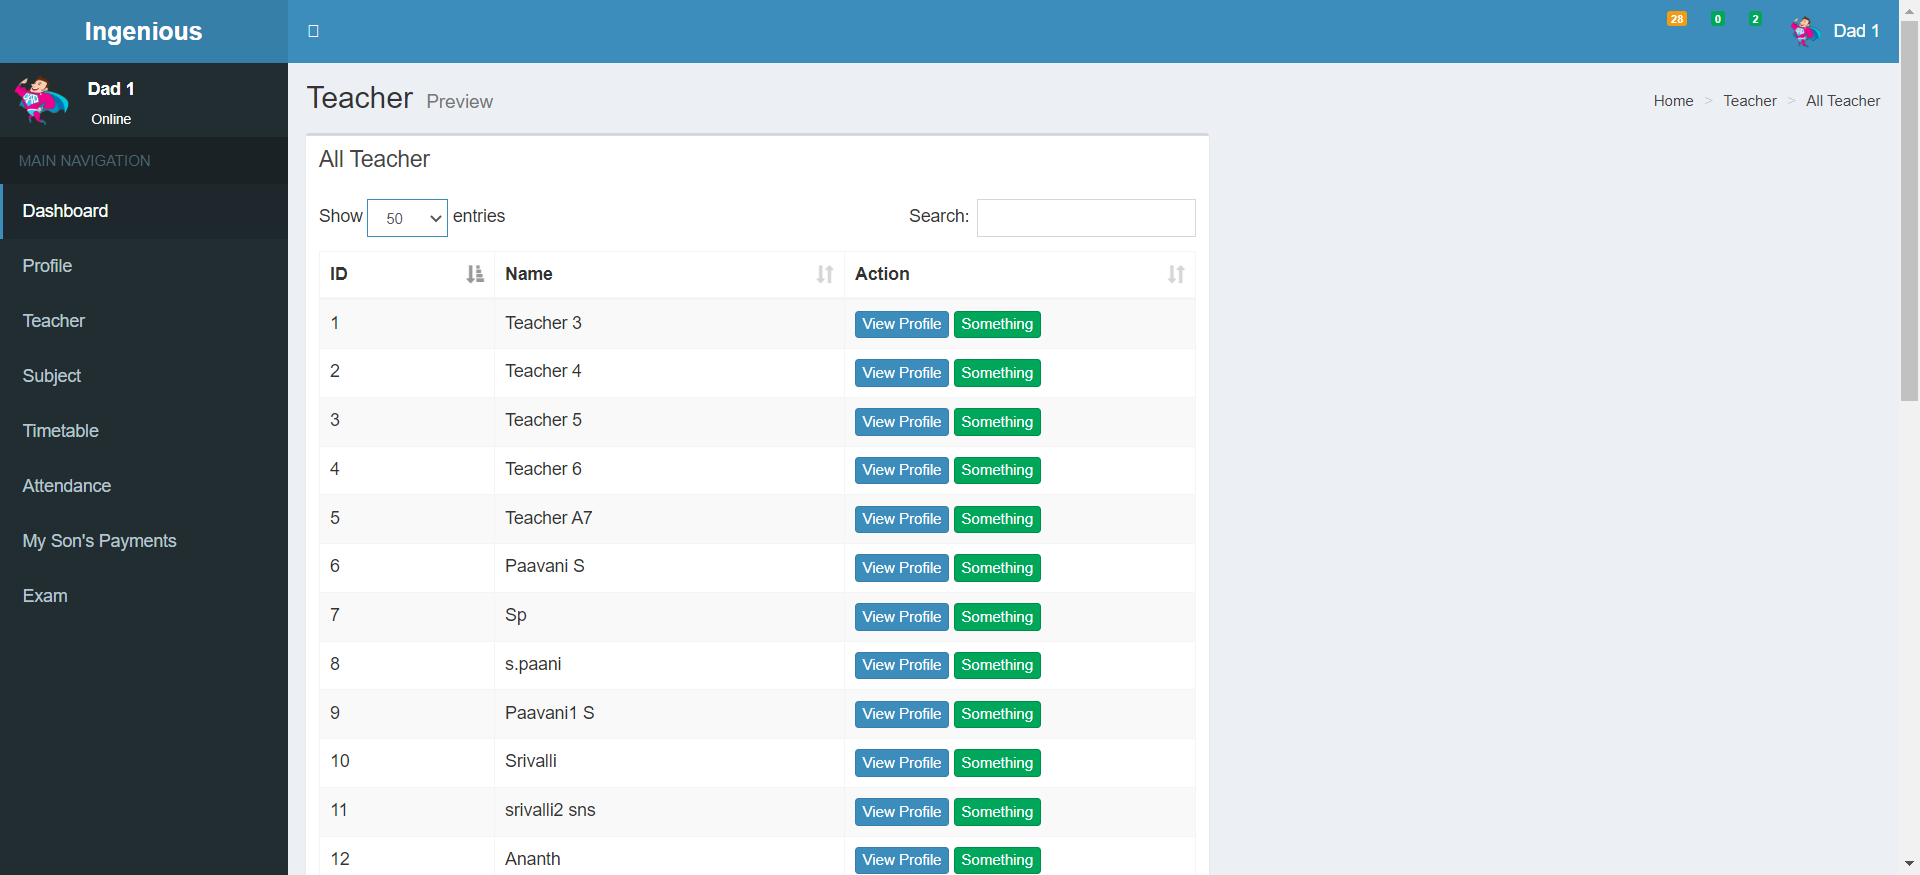 Ingenious
28 0 2 Dad 1
Dad 1
Online
MAIN NAVIGATION
Dashboard
Profile
Teacher
Subject
Timetable
Attendance
My Son's Payments
Exam
Teacher Preview
Home > Teacher > All Teacher
All Teacher
Show 50 entries Search:
ID Name Action
1 Teacher 3 View Profile Something
2 Teacher 4 View Profile Something
3 Teacher 5 View Profile Something
4 Teacher 6 View Profile Something
5 Teacher A7 View Profile Something
6 Paavani S View Profile Something
7 Sp View Profile Something
8 s.paani View Profile Something
9 Paavani1 S View Profile Something
10 Srivalli View Profile Something
11 srivalli2 sns View Profile Something
12 Ananth View Profile Something